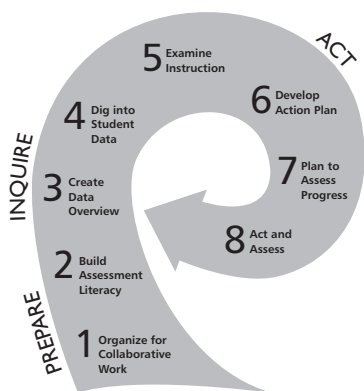 PREPARE
1 Organize for
Collaborative
Work
2 Build
Assessment
Literacy
INQUIRE
3 Create
Data
Overview
4 Dig into
Student
Data
5 Examine
Instruction
ACT
6 Develop
Action Plan
7 Plan to
Assess
Progress
8 Act and
Assess